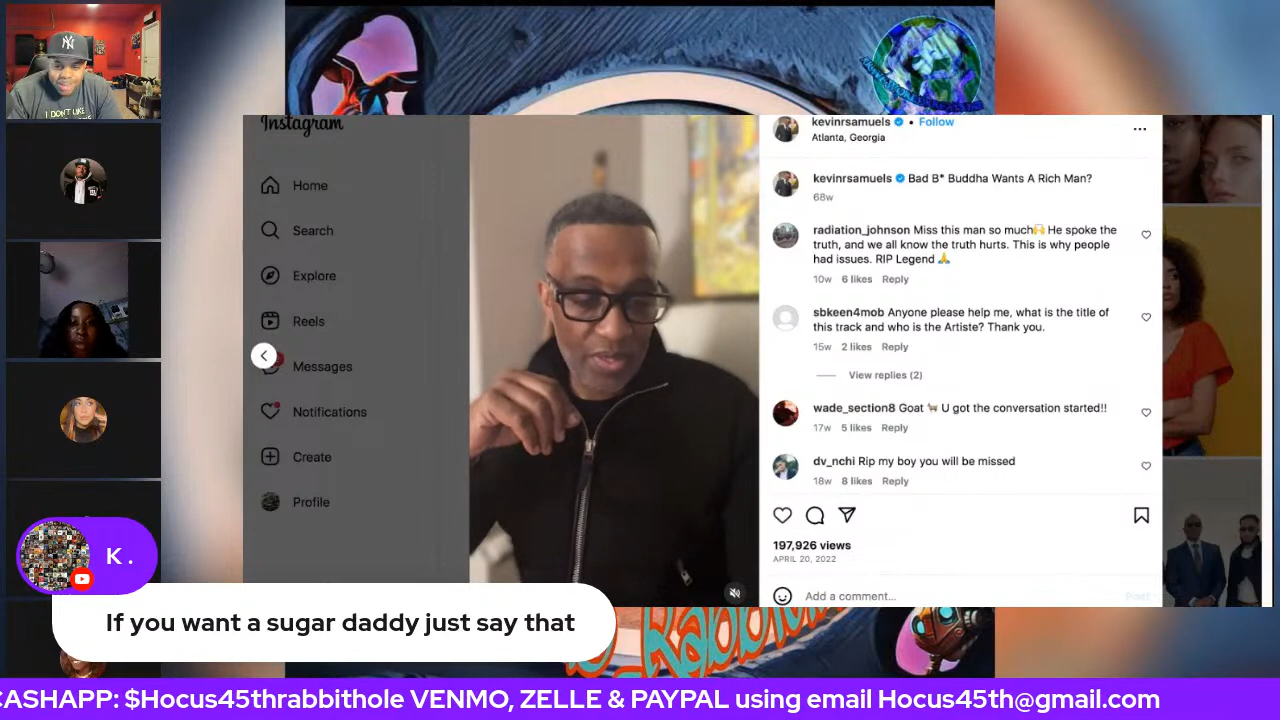 I DON'T LIKE
Instagram
Home
Search
Explore
Reels
Messages
Notifications
Create
Profile
kevinrsamuels • Follow
Atlanta, Georgia
kevinrsamuels Bad B* Buddha Wants A Rich Man?
68w
radiation_johnson Miss this man so much🙌 He spoke the
truth, and we all know the truth hurts. This is why people
had issues. RIP Legend 🙏
10w 6 likes Reply
sbkeen4mob Anyone please help me, what is the title of
this track and who is the Artiste? Thank you.
15w 2 likes Reply
View replies (2)
wade_section8 Goat 🐐 U got the conversation started!!
17w 5 likes Reply
dv_nchi Rip my boy you will be missed
18w 8 likes Reply
197,926 views
APRIL 20, 2022
Add a comment...
Post
K .
If you want a sugar daddy just say that
CASHAPP: $Hocus45thrabbithole VENMO, ZELLE & PAYPAL using email Hocus45th@gmail.com